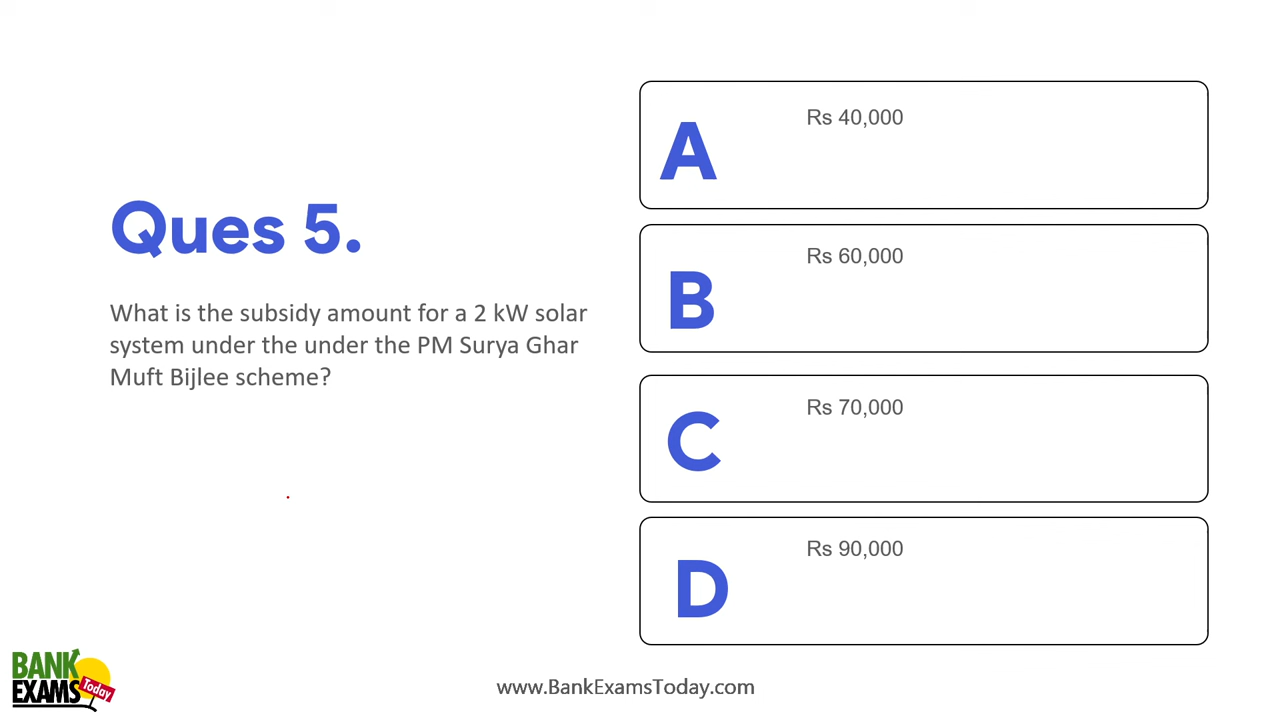 Ques 5.
What is the subsidy amount for a 2 kW solar
system under the under the PM Surya Ghar
Muft Bijlee scheme?
A
Rs 40,000
B
Rs 60,000
C
Rs 70,000
D
Rs 90,000
BANK
EXAMS
Today
www.BankExamsToday.com